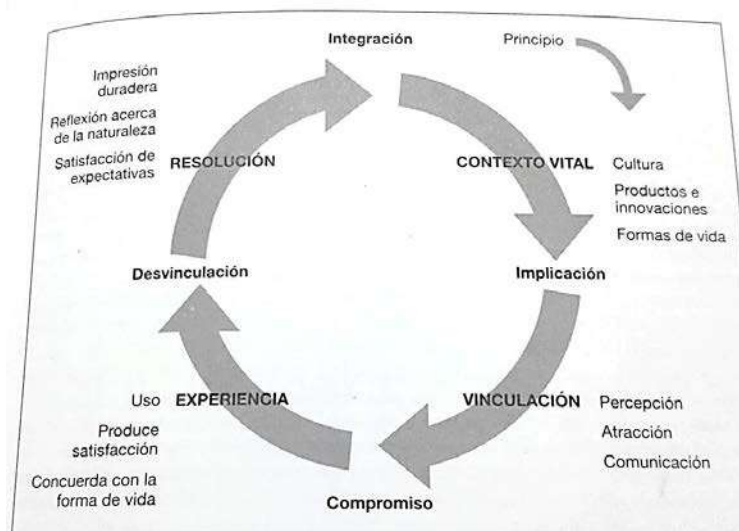 Integración
Principio
Impresión
duradera
Reflexión acerca
de la naturaleza
Satisfacción de
expectativas
RESOLUCIÓN
CONTEXTO VITAL
Cultura
Productos e
innovaciones
Formas de vida
Desvinculación
Implicación
Uso
EXPERIENCIA
Produce
satisfacción
Concuerda con la
forma de vida
VINCULACIÓN
Percepción
Atracción
Comunicación
Compromiso